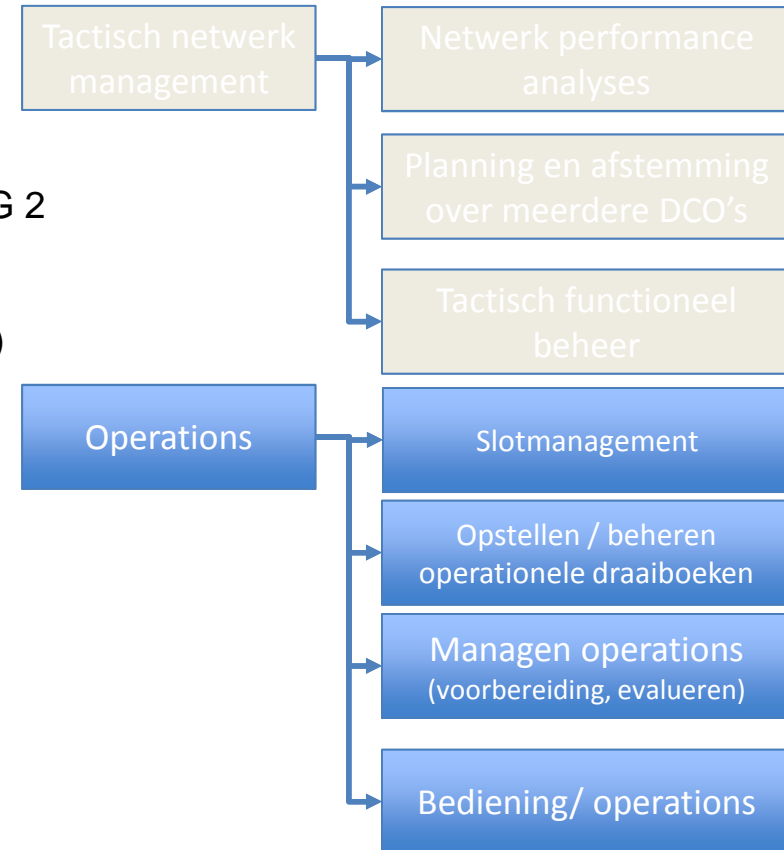 Tactisch netwerk
management
Netwerk performance
analyses
Planning en afstemming
over meerdere DCO's
G 2
Tactisch functioneel
beheer
)
Operations
Slotmanagement
Opstellen / beheren
operationele draaiboeken
Managen operations
(voorbereiding, evalueren)
Bediening/ operations